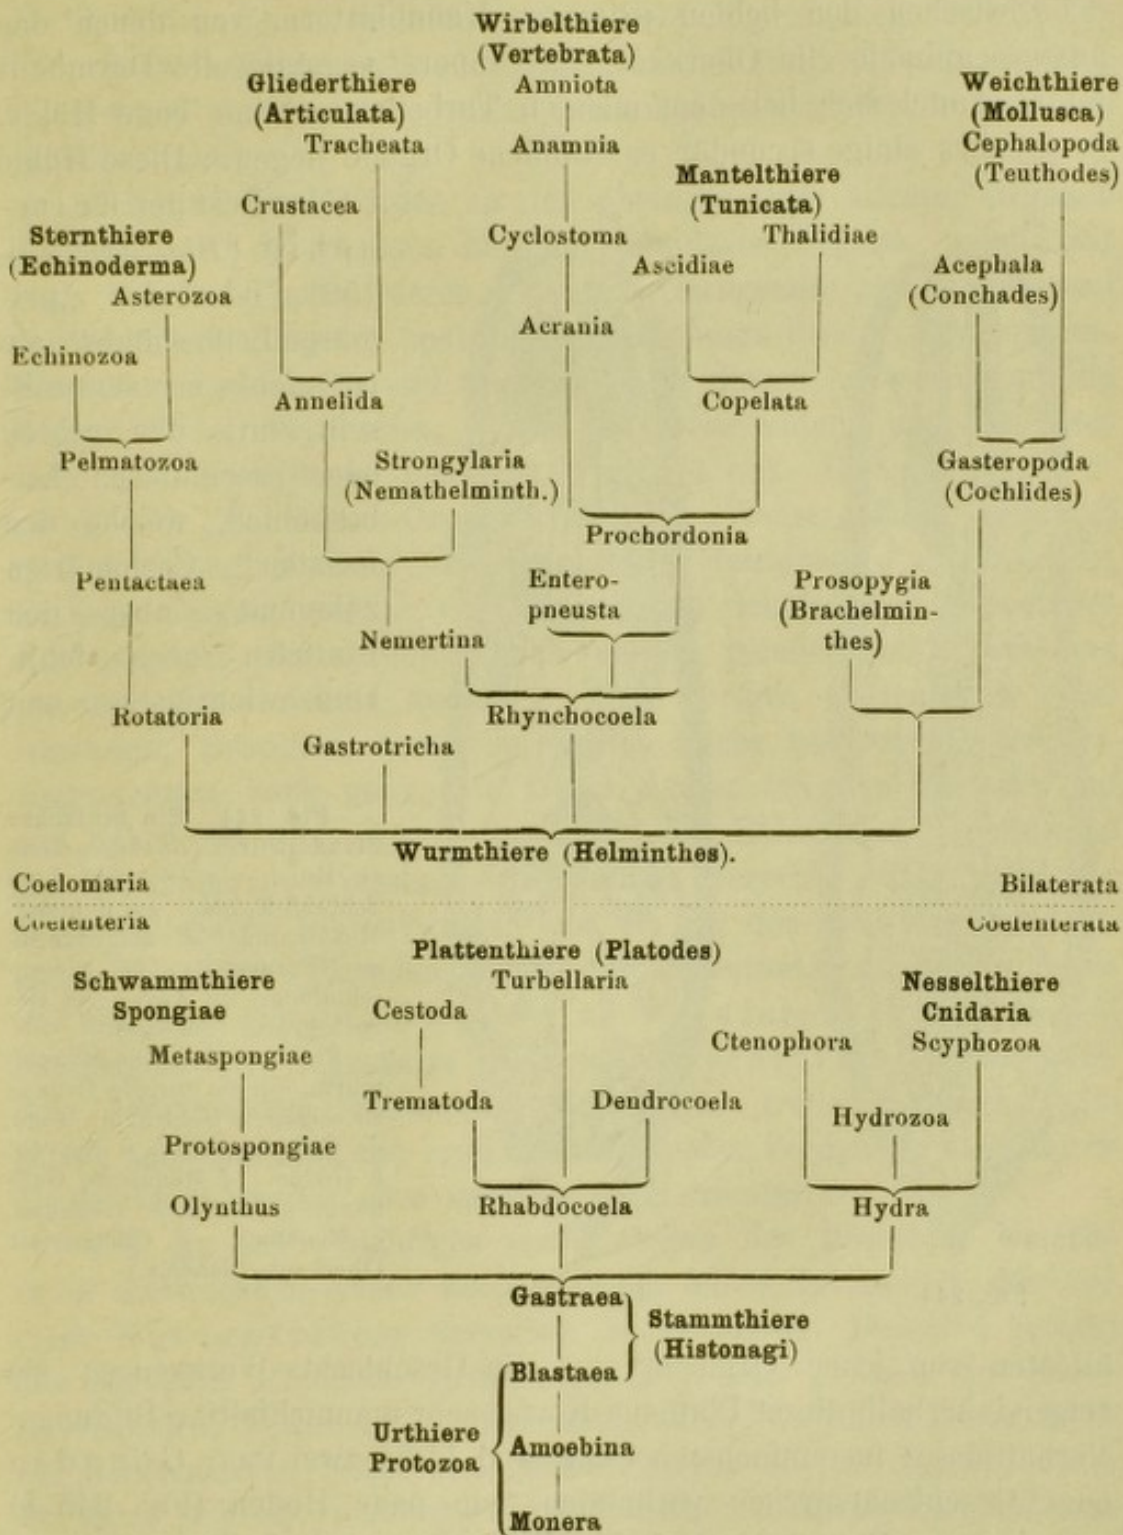 Wirbelthiere
(Vertebrata)
Amniota
Gliederthiere
(Articulata)
Tracheata
Weichthiere
(Mollusca)
Cephalopoda
(Teuthodes)
Anamnia
Mantelthiere
(Tunicata)
Thalidiae
Crustacea
Sternthiere
(Echinoderma)
Asterozoa
Cyclostoma
Ascidiae
Acephala
(Conchades)
Acrania
Echinozoa
Annelida
Copelata
Pelmatozoa
Strongylaria
(Nemathelminth.)
Gasteropoda
(Cochlides)
Prochordonia
Pentactaea
Entero-
pneusta
Prosopygia
(Brachelmin-
thes)
Nemertina
Rotatoria
Rhynchocoela
Gastrotricha
Wurmthiere (Helminthes).
Coelomaria
Bilaterata
Coelenteria
Coelenterata
Plattenthiere (Platodes)
Turbellaria
Schwammthiere
Spongiae
Nesselthiere
Cnidaria
Scyphozoa
Cestoda
Ctenophora
Metaspongiae
Trematoda
Dendrocoela
Hydrozoa
Protospongiae
Olynthus
Rhabdocoela
Hydra
Gastraea
Stammthiere
(Histonagi)
Blastaea
Urthiere
Protozoa
Amoebina
Monera